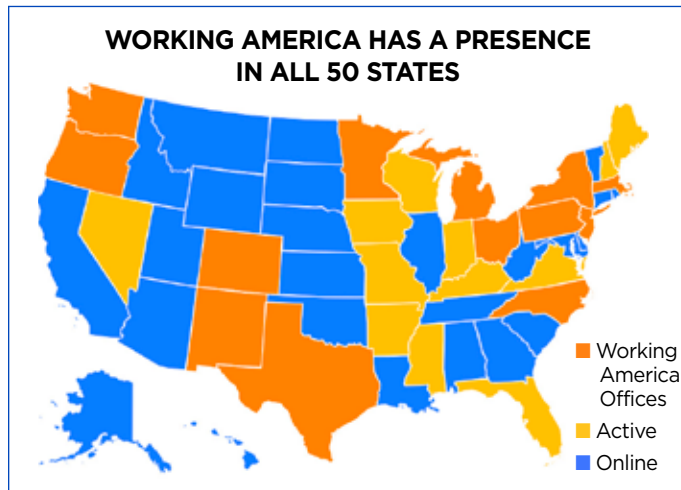 WORKING AMERICA HAS A PRESENCE
IN ALL 50 STATES
Working
America
Offices
Active
Online